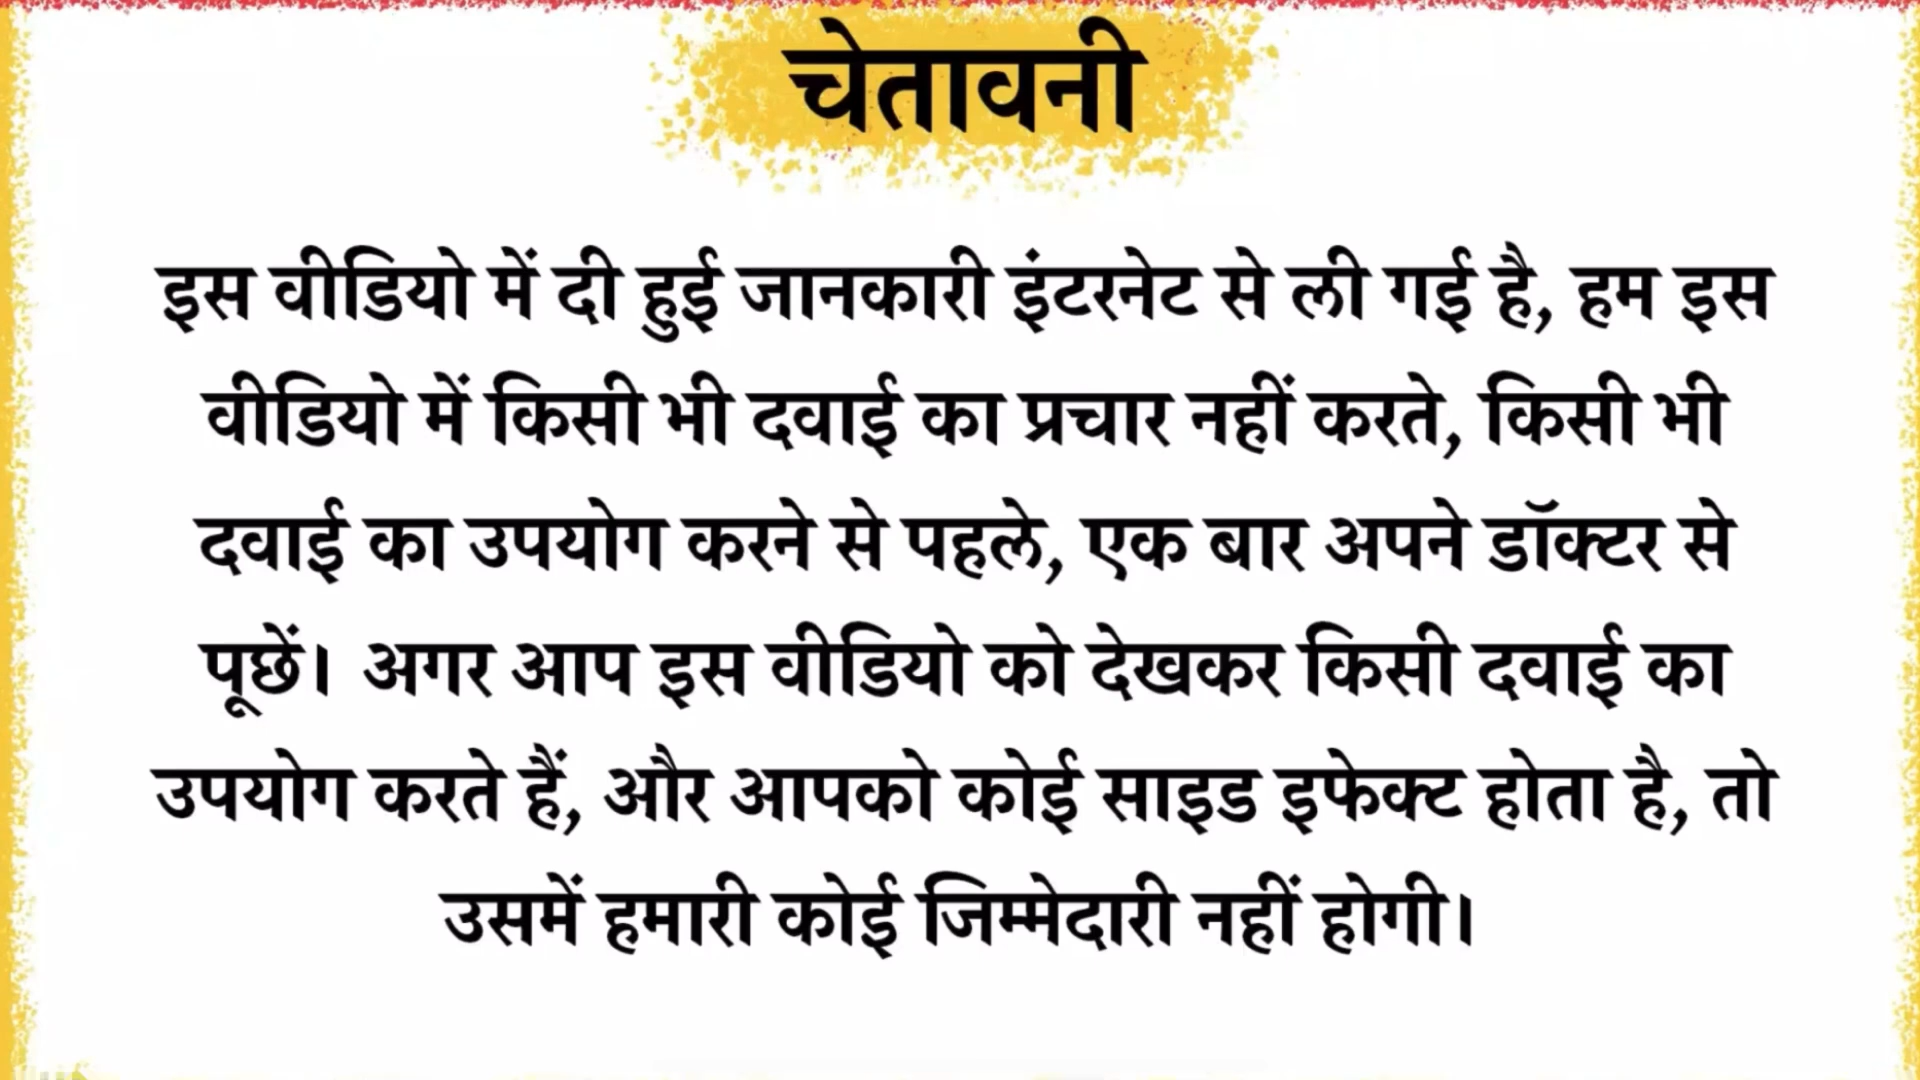 चेतावनी
इस वीडियो में दी हुई जानकारी इंटरनेट से ली गई है, हम इस
वीडियो में किसी भी दवाई का प्रचार नहीं करते, किसी भी
दवाई का उपयोग करने से पहले, एक बार अपने डॉक्टर से
पूछें। अगर आप इस वीडियो को देखकर किसी दवाई का
उपयोग करते हैं, और आपको कोई साइड इफेक्ट होता है, तो
उसमें हमारी कोई जिम्मेदारी नहीं होगी।